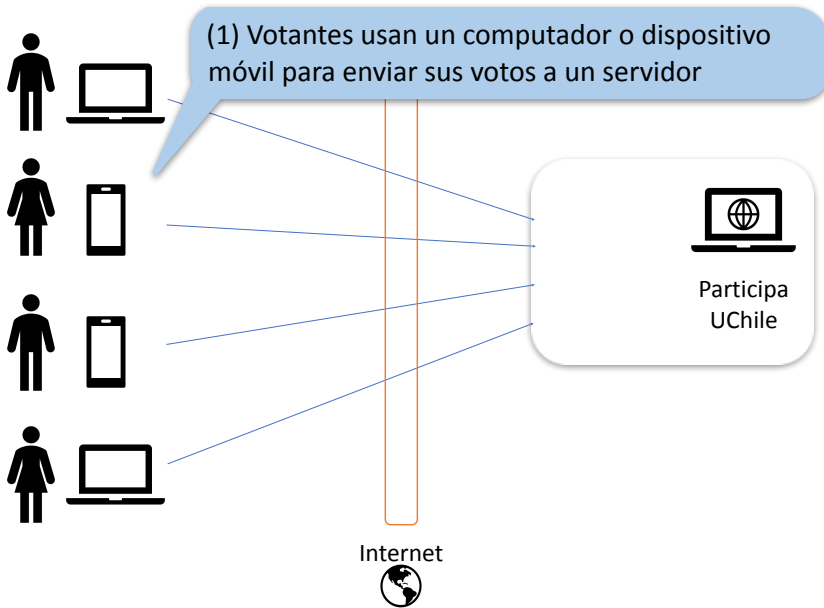 (1) Votantes usan un computador o dispositivo
móvil para enviar sus votos a un servidor
Participa
UChile
Internet